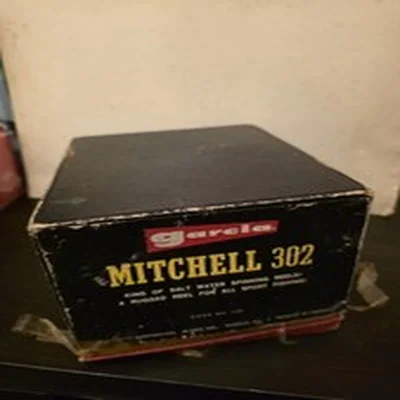 garcia
MITCHELL 302
KING OF SALT WATER SPINNING REELS
A RUGGED REEL FOR ALL SPORT FISHING